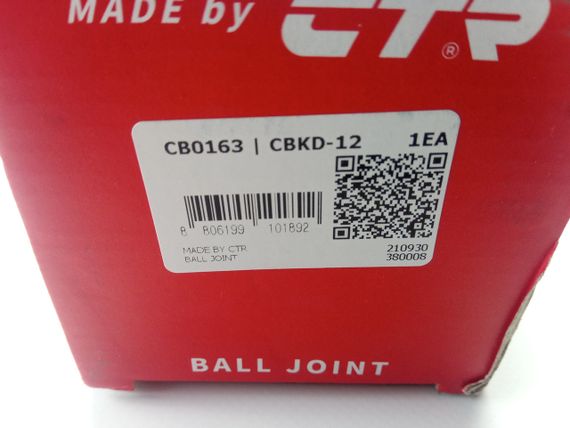 MADE by CTR®
CB0163 | CBKD-12 1EA
8 806199 101892
MADE BY CTR 210930
BALL JOINT 380008
BALL JOINT